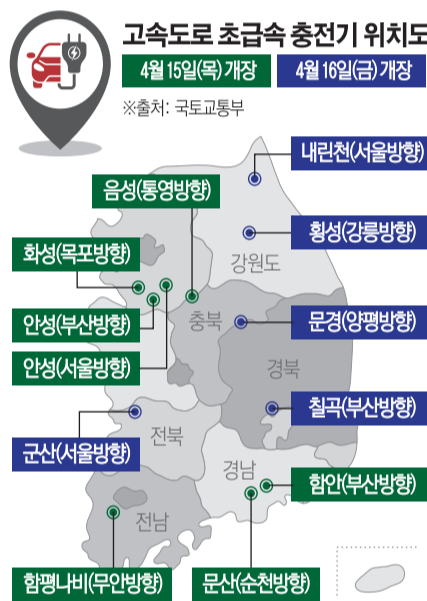 고속도로 초급속 충전기 위치도
4월 15일(목) 개장
4월 16일(금) 개장
※출처: 국토교통부
내린천(서울방향)
음성(통영방향)
횡성(강릉방향)
화성(목포방향)
강원도
안성(부산방향)
충북
문경(양평방향)
안성(서울방향)
경북
칠곡(부산방향)
군산(서울방향)
전북
경남
함안(부산방향)
전남
함평나비(무안방향)
문산(순천방향)